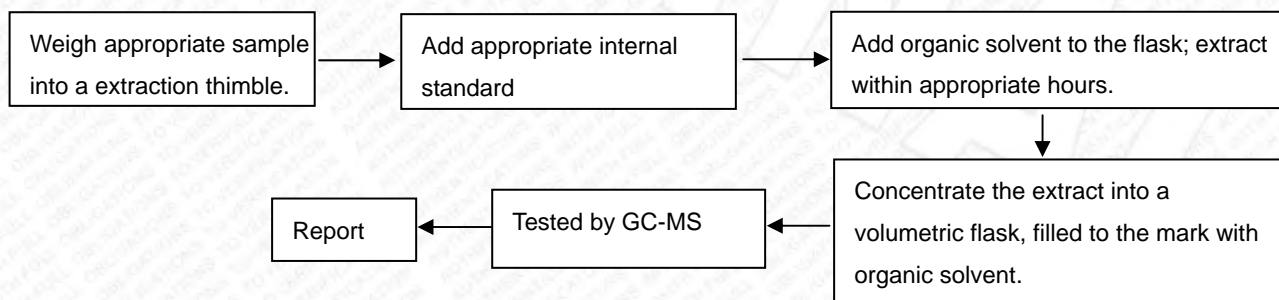 Weigh appropriate sample
into a extraction thimble.
Add appropriate internal
standard
Add organic solvent to the flask; extract
within appropriate hours.
Concentrate the extract into a
volumetric flask, filled to the mark with
organic solvent.
Tested by GC-MS
Report